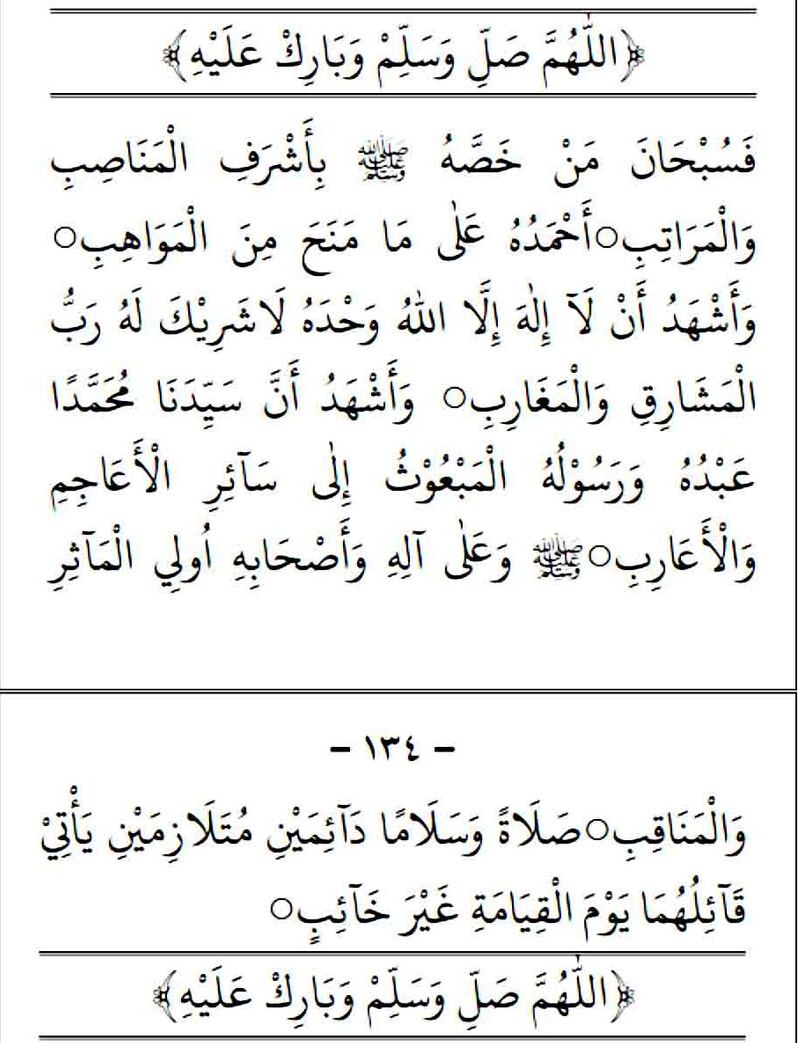 ﴿اللّٰهُمَّ صَلِّ وَسَلِّمْ وَبَارِكْ عَلَيْهِ﴾
فَسُبْحَانَ مَنْ خَصَّهُ ﷺ بِأَشْرَفِ الْمَنَاصِبِ
وَالْمَرَاتِبِ○أَحْمَدُهُ عَلٰى مَا مَنَحَ مِنَ الْمَوَاهِبِ○
وَأَشْهَدُ أَنْ لَآ إِلٰهَ إِلَّا اللهُ وَحْدَهُ لَاشَرِيْكَ لَهُ رَبُّ
الْمَشَارِقِ وَالْمَغَارِبِ○ وَأَشْهَدُ أَنَّ سَيِّدَنَا مُحَمَّدًا
عَبْدُهُ وَرَسُوْلُهُ الْمَبْعُوْثُ إِلٰى سَآئِرِ الْأَعَاجِمِ
وَالْأَعَارِبِ○ﷺ وَعَلٰى آلِهِ وَأَصْحَابِهِ اُولِي الْمَآثِرِ
- ١٣٤ -
وَالْمَنَاقِبِ○صَلَاةً وَسَلَامًا دَآئِمَيْنِ مُتَلَازِمَيْنِ يَأْتِيْ
قَآئِلُهُمَا يَوْمَ الْقِيَامَةِ غَيْرَ خَآئِبٍ○
﴿اللّٰهُمَّ صَلِّ وَسَلِّمْ وَبَارِكْ عَلَيْهِ﴾